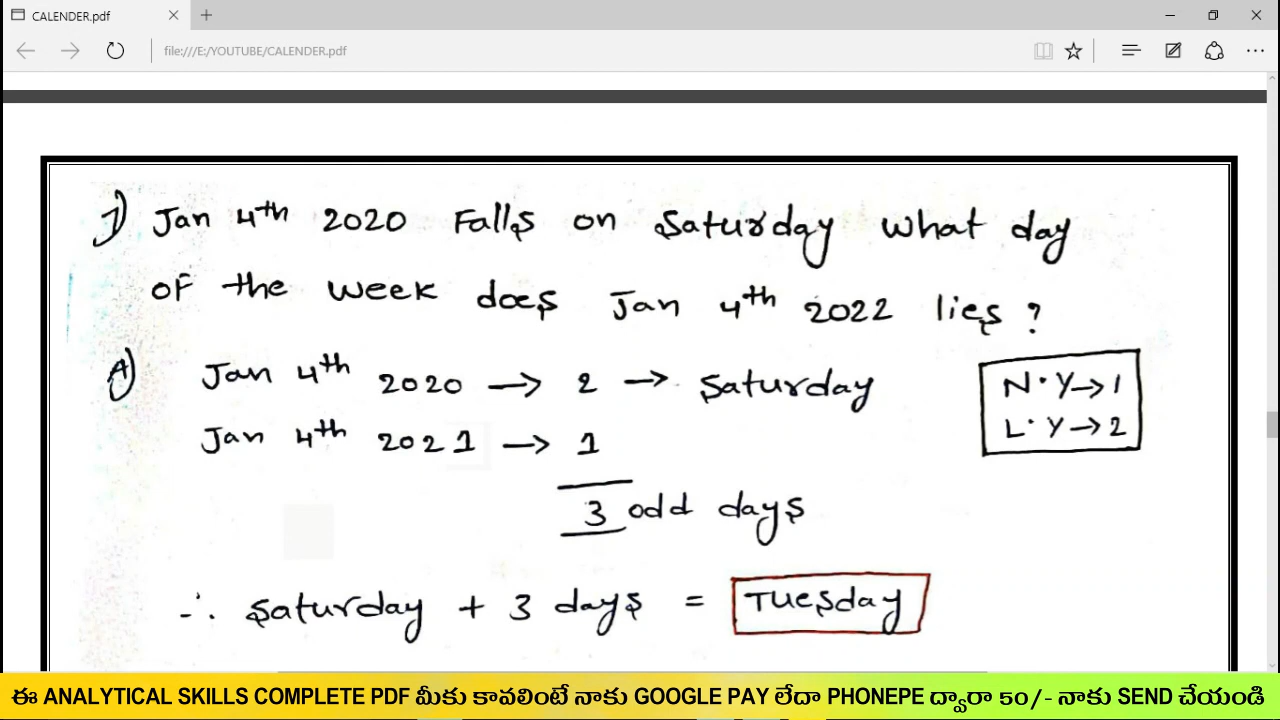 CALENDER.pdf
file:///E:/YOUTUBE/CALENDER.pdf
1) Jan 4th 2020 Falls on Saturday what day
of the week does Jan 4th 2022 lies ?
A) Jan 4th 2020 → 2 → Saturday
N.Y→1
L.Y→2
Jan 4th 2021 → 1
3 odd days
∴ Saturday + 3 days = Tuesday
ఈ ANALYTICAL SKILLS COMPLETE PDF మీకు కావలింటే నాకు GOOGLE PAY లేదా PHONEPE ద్వారా 50/- నాకు SEND చేయండి